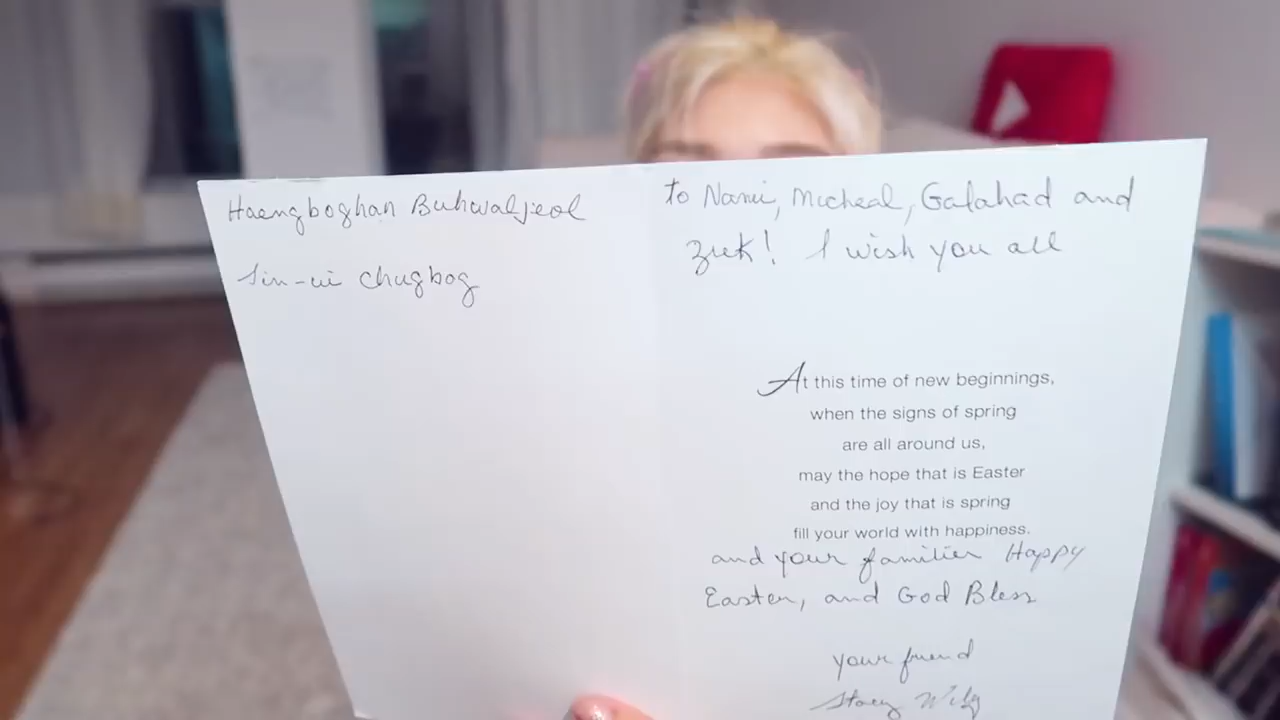 Haengboghan Buhwaljeol
Sin-ui Chugbog
to Nami, Micheal, Galahad and
Zeek! I wish you all
At this time of new beginnings,
when the signs of spring
are all around us,
may the hope that is Easter
and the joy that is spring
fill your world with happiness.
and your families Happy
Easter, and God Bless
your friend
Stacy